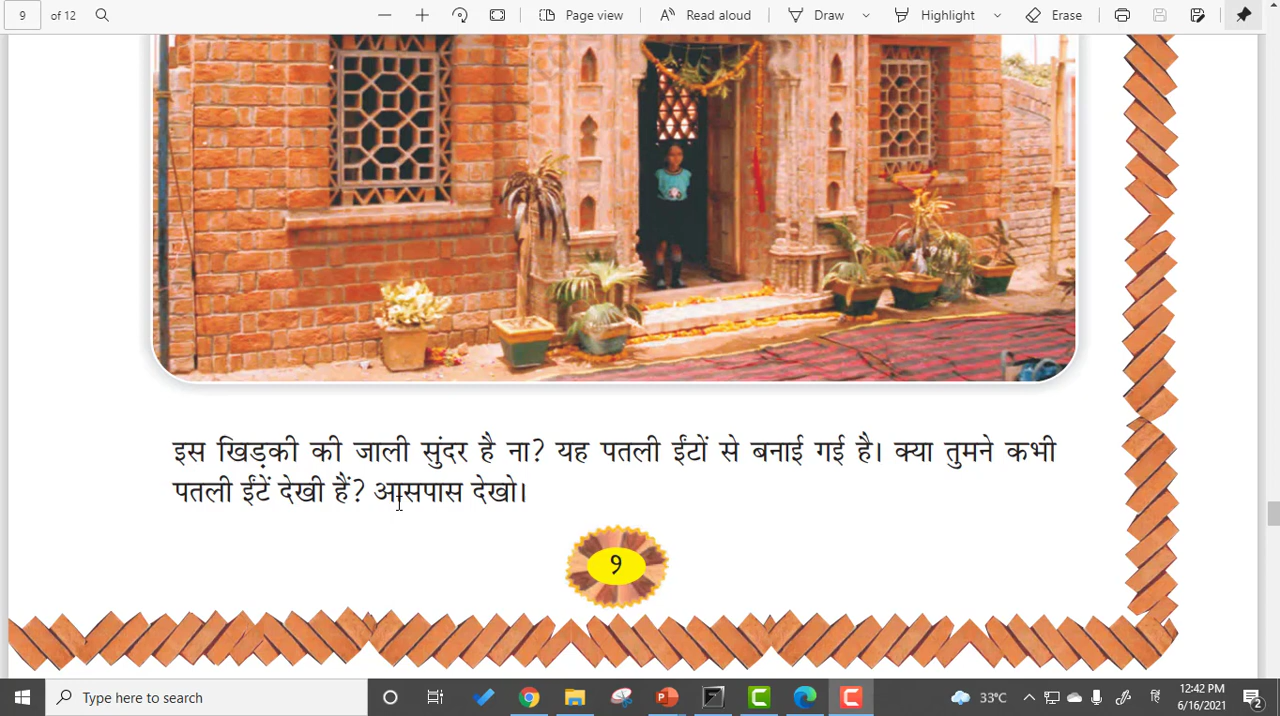 9 of 12 Page view Read aloud Draw Highlight Erase
इस खिड़की की जाली सुंदर है ना? यह पतली ईंटों से बनाई गई है। क्या तुमने कभी
पतली ईंटें देखी हैं? आसपास देखो।
9
Type here to search 33°C हि 12:42 PM
6/16/2021 2